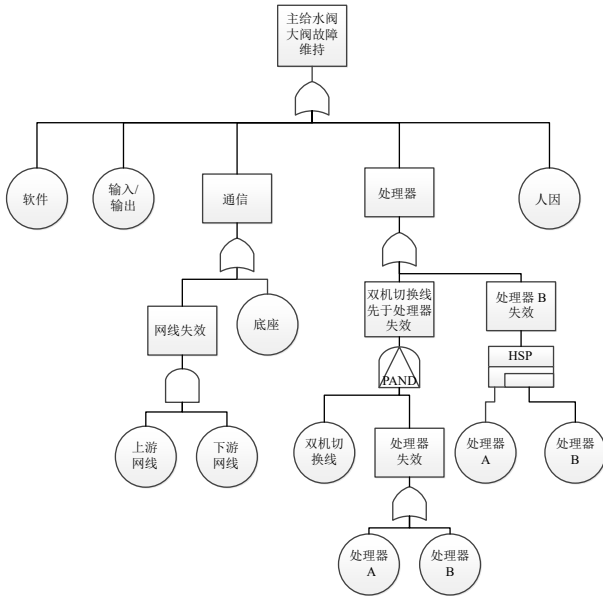 主给水阀
大阀故障
维持
软件
输入/
输出
通信
处理器
人因
网线失效
底座
双机切换线
先于处理器
失效
处理器 B
失效
PAND
HSP
上游
网线
下游
网线
双机切
换线
处理器
失效
处理器
A
处理器
B
处理器
A
处理器
B